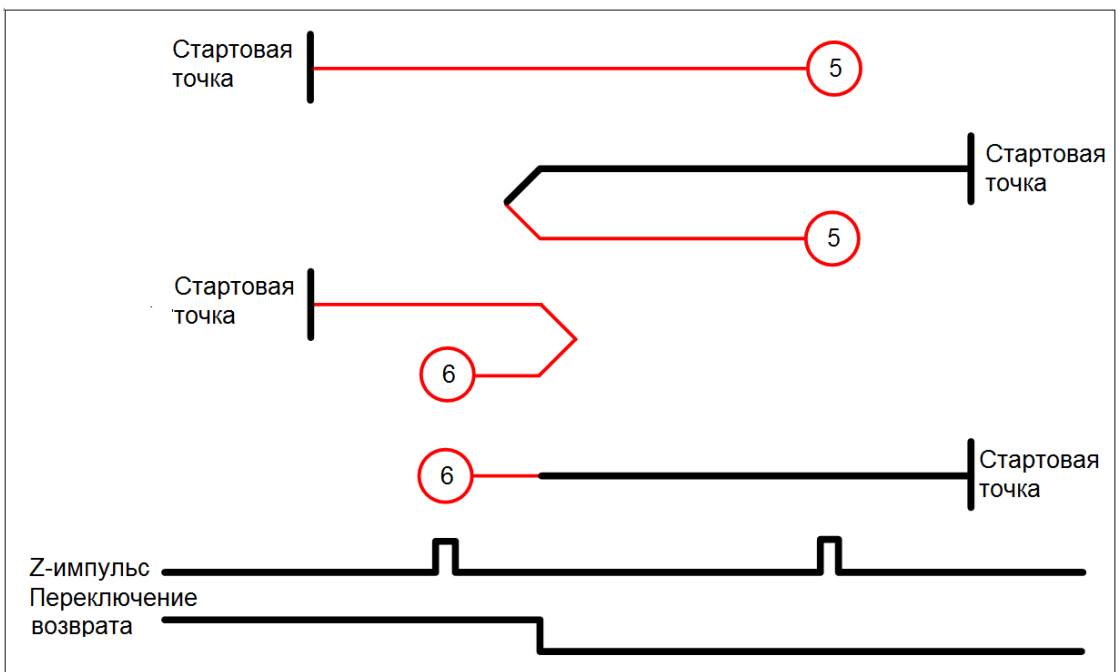 Стартовая
точка
5
Стартовая
точка
5
Стартовая
точка
6
6
Стартовая
точка
Z-импульс
Переключение
возврата